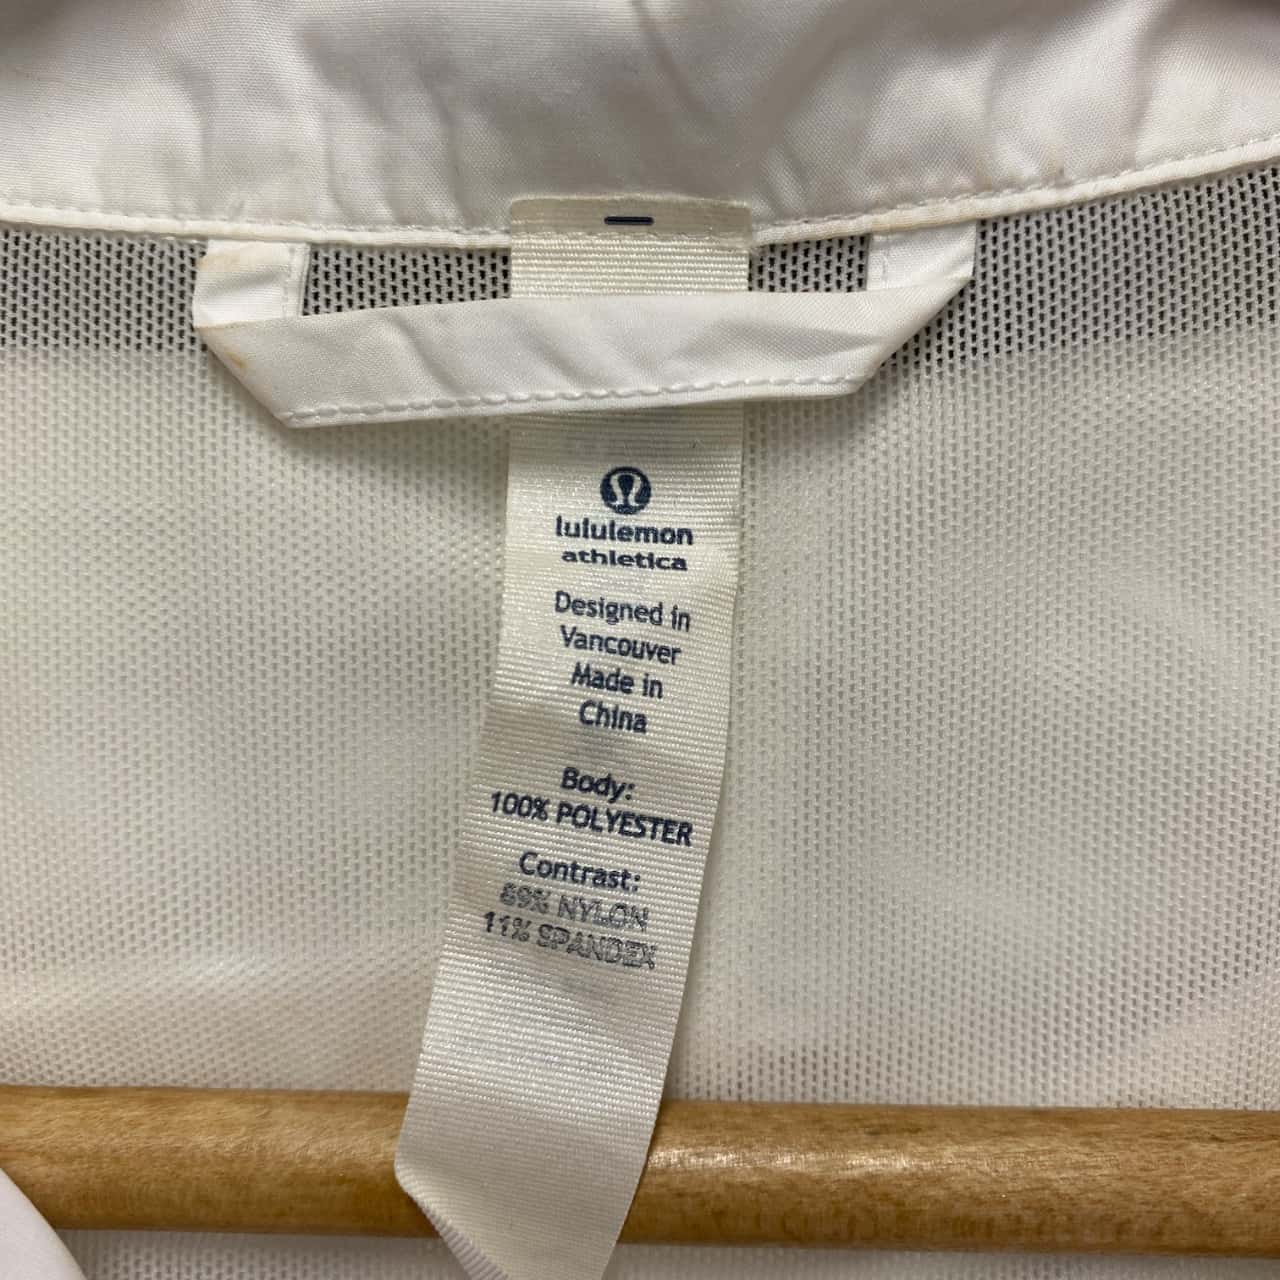 lululemon
athletica
Designed in
Vancouver
Made in
China
Body:
100% POLYESTER
Contrast:
89% NYLON
11% SPANDEX